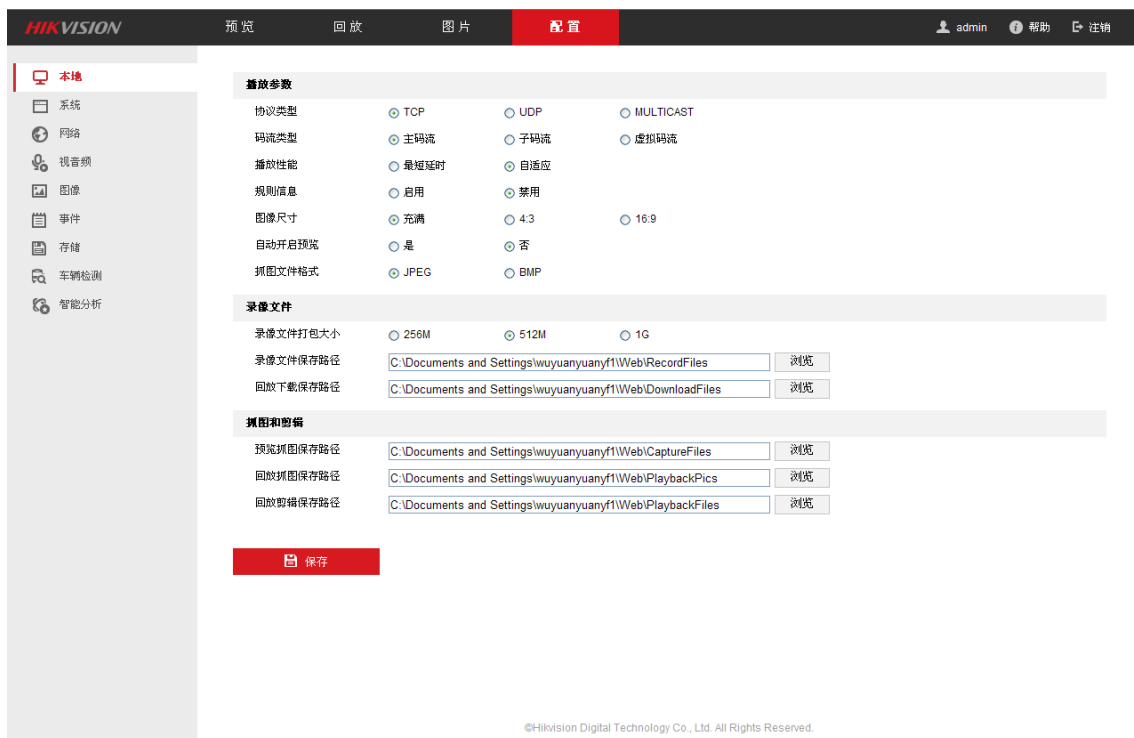 HIKVISION 预览 回放 图片 配置 admin 帮助 注销
本地
系统
网络
视音频
图像
事件
存储
车辆检测
智能分析
播放参数
协议类型 TCP UDP MULTICAST
码流类型 主码流 子码流 虚拟码流
播放性能 最短延时 自适应
规则信息 启用 禁用
图像尺寸 充满 4:3 16:9
自动开启预览 是 否
抓图文件格式 JPEG BMP
录像文件
录像文件打包大小 256M 512M 1G
录像文件保存路径 C:\Documents and Settings\wuyuanyuanyf1\Web\RecordFiles 浏览
回放下载保存路径 C:\Documents and Settings\wuyuanyuanyf1\Web\DownloadFiles 浏览
抓图和剪辑
预览抓图保存路径 C:\Documents and Settings\wuyuanyuanyf1\Web\CaptureFiles 浏览
回放抓图保存路径 C:\Documents and Settings\wuyuanyuanyf1\Web\PlaybackPics 浏览
回放剪辑保存路径 C:\Documents and Settings\wuyuanyuanyf1\Web\PlaybackFiles 浏览
保存
©Hikvision Digital Technology Co., Ltd. All Rights Reserved.